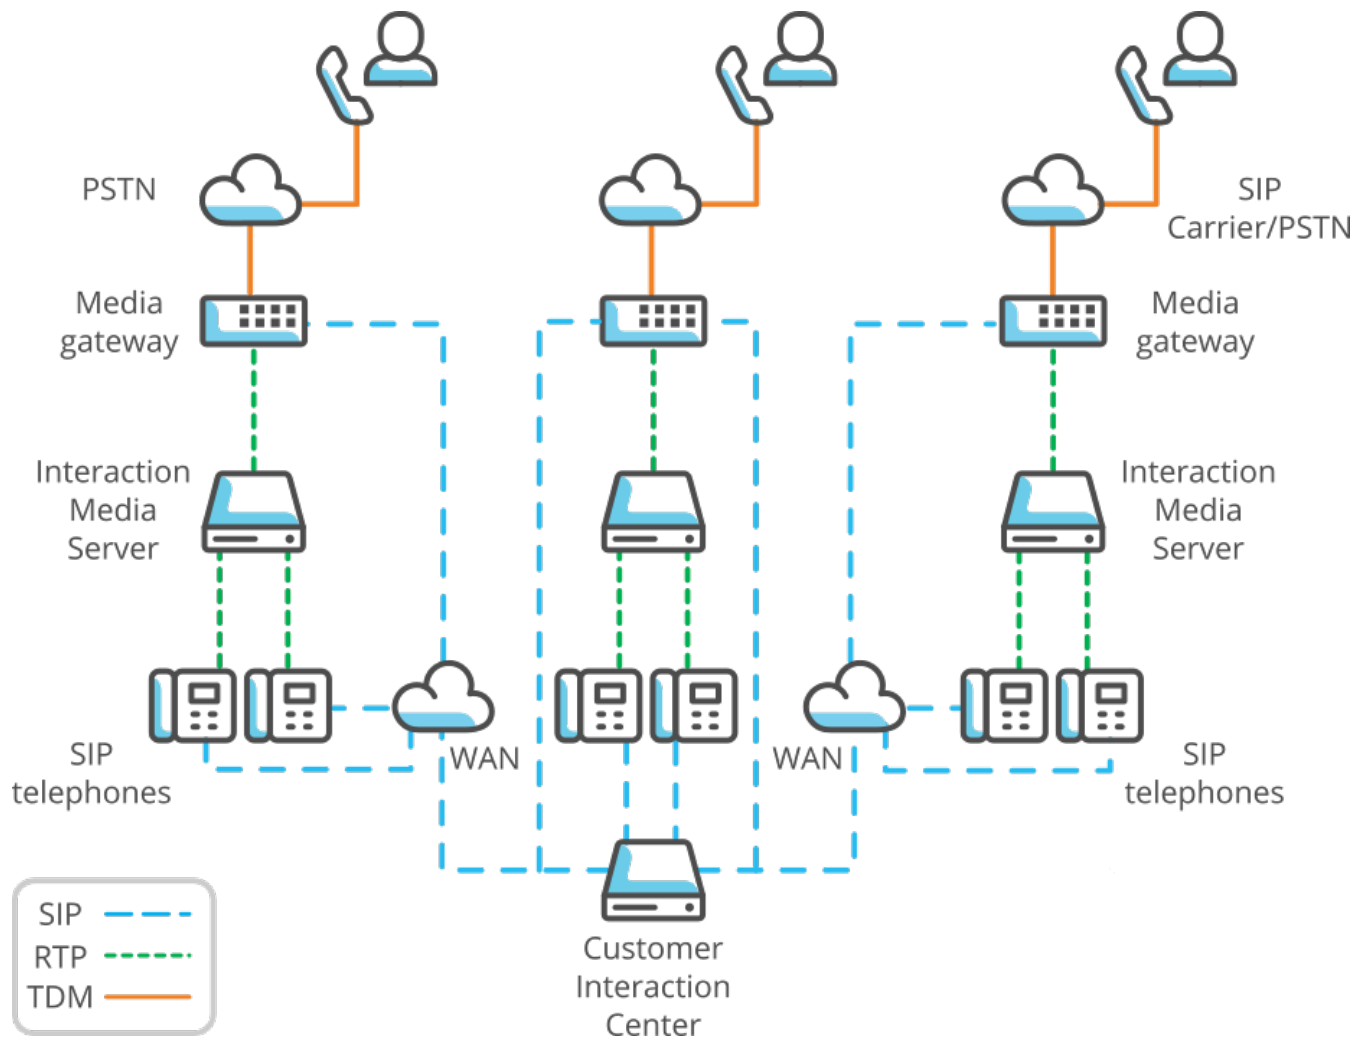 PSTN
SIP
Carrier/PSTN
Media
gateway
Media
gateway
Interaction
Media
Server
Interaction
Media
Server
SIP
telephones
WAN
WAN
SIP
telephones
SIP
RTP
TDM
Customer
Interaction
Center